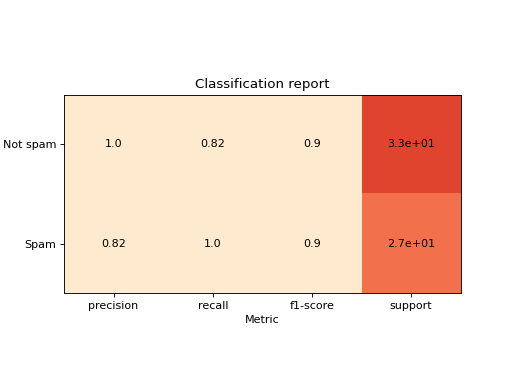 Classification report
Not spam 1.0 0.82 0.9 3.3e+01
Spam 0.82 1.0 0.9 2.7e+01
precision recall f1-score support
Metric